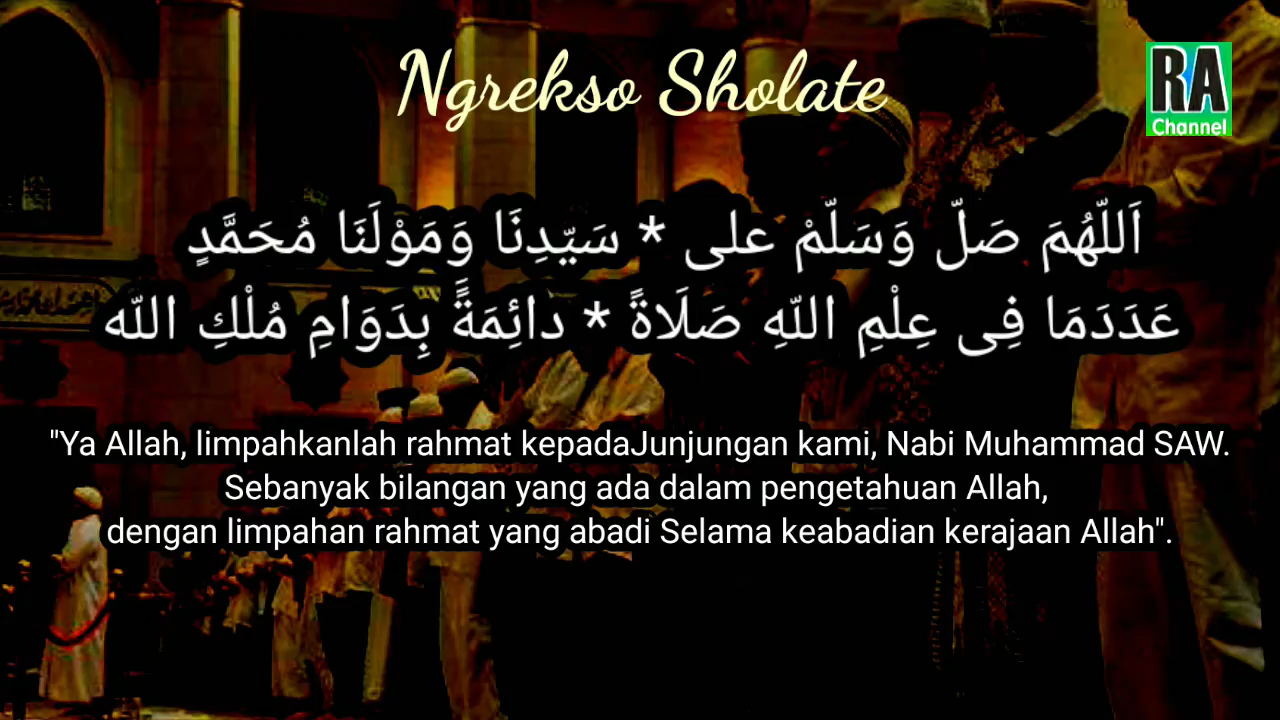 Ngrekso Sholate
RA
Channel
اَللّهُمَ صَلّ وَسَلّمْ على * سَيّدِنَا وَمَوْلَنَا مُحَمَّدٍ
عَدَدَمَا فِى عِلْمِ اللّهِ صَلَاةً * دائِمَةً بِدَوَامِ مُلْكِ اللّه
"Ya Allah, limpahkanlah rahmat kepadaJunjungan kami, Nabi Muhammad SAW.
Sebanyak bilangan yang ada dalam pengetahuan Allah,
dengan limpahan rahmat yang abadi Selama keabadian kerajaan Allah".